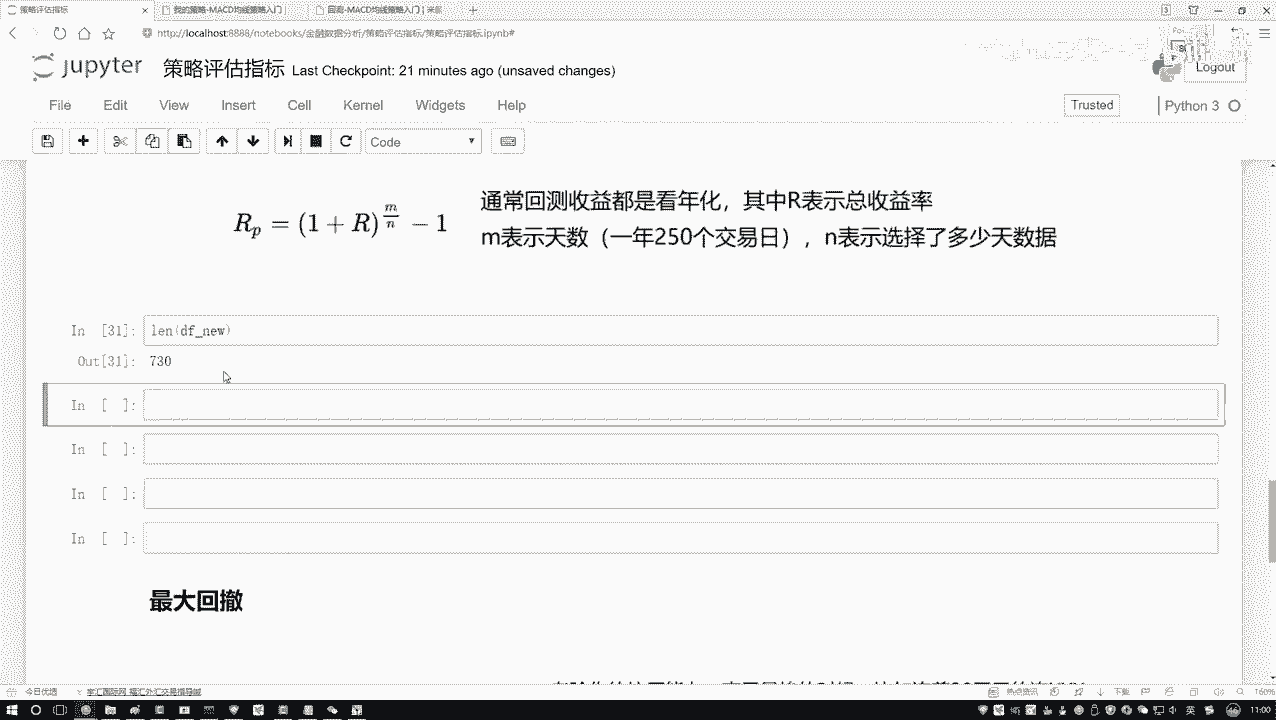 策略评估指标
我的策略-MACD均线策略入门
回测-MACD均线策略入门 | 米筐
http://localhost:8888/notebooks/金融数据分析/策略评估指标/策略评估指标.ipynb#
jupyter 策略评估指标 Last Checkpoint: 21 minutes ago (unsaved changes)
Logout
File Edit View Insert Cell Kernel Widgets Help
Trusted
Python 3
Code
R_p = (1 + R)^{m/n} − 1
通常回测收益都是看年化，其中R表示总收益率
m表示天数（一年250个交易日），n表示选择了多少天数据
In [31]: len(df_new)
Out[31]: 730
In [ ]:
In [ ]:
In [ ]:
In [ ]:
最大回撤
今日优选
热点资讯
下载
160%
英
11:00